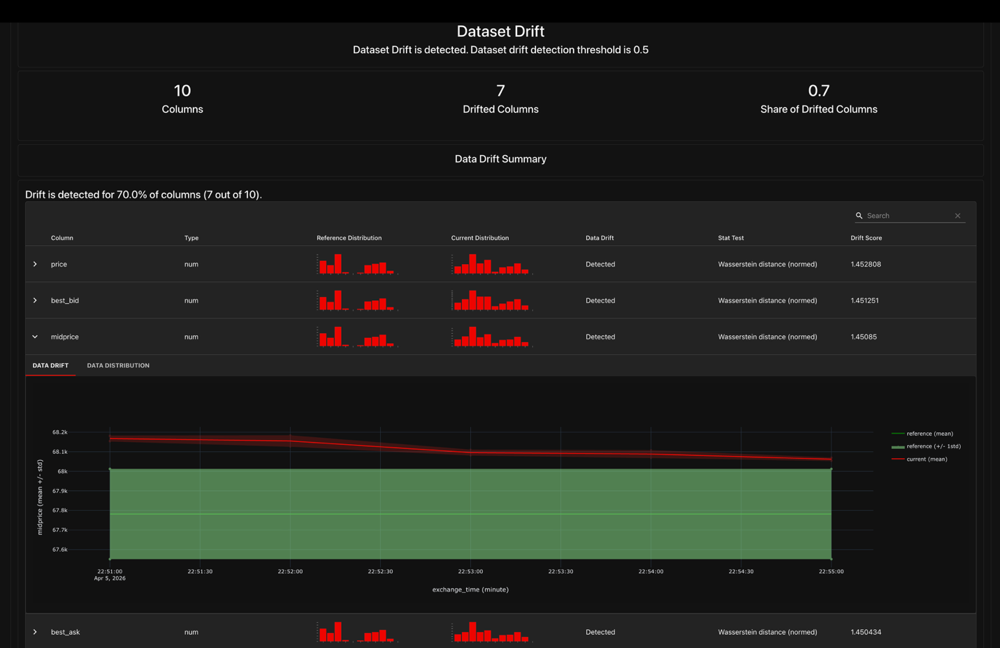 Dataset Drift
Dataset Drift is detected. Dataset drift detection threshold is 0.5
10
Columns
7
Drifted Columns
0.7
Share of Drifted Columns
Data Drift Summary
Drift is detected for 70.0% of columns (7 out of 10).
Search
Column Type Reference Distribution Current Distribution Data Drift Stat Test Drift Score
price num Detected Wasserstein distance (normed) 1.452808
best_bid num Detected Wasserstein distance (normed) 1.451251
midprice num Detected Wasserstein distance (normed) 1.45085
DATA DRIFT DATA DISTRIBUTION
midprice (mean +/- std)
68.2k
68.1k
68k
67.9k
67.8k
67.7k
67.6k
reference (mean)
reference (+/- 1std)
current (mean)
22:51:00 22:51:30 22:52:00 22:52:30 22:53:00 22:53:30 22:54:00 22:54:30 22:55:00
Apr 5, 2026
exchange_time (minute)
best_ask num Detected Wasserstein distance (normed) 1.450434